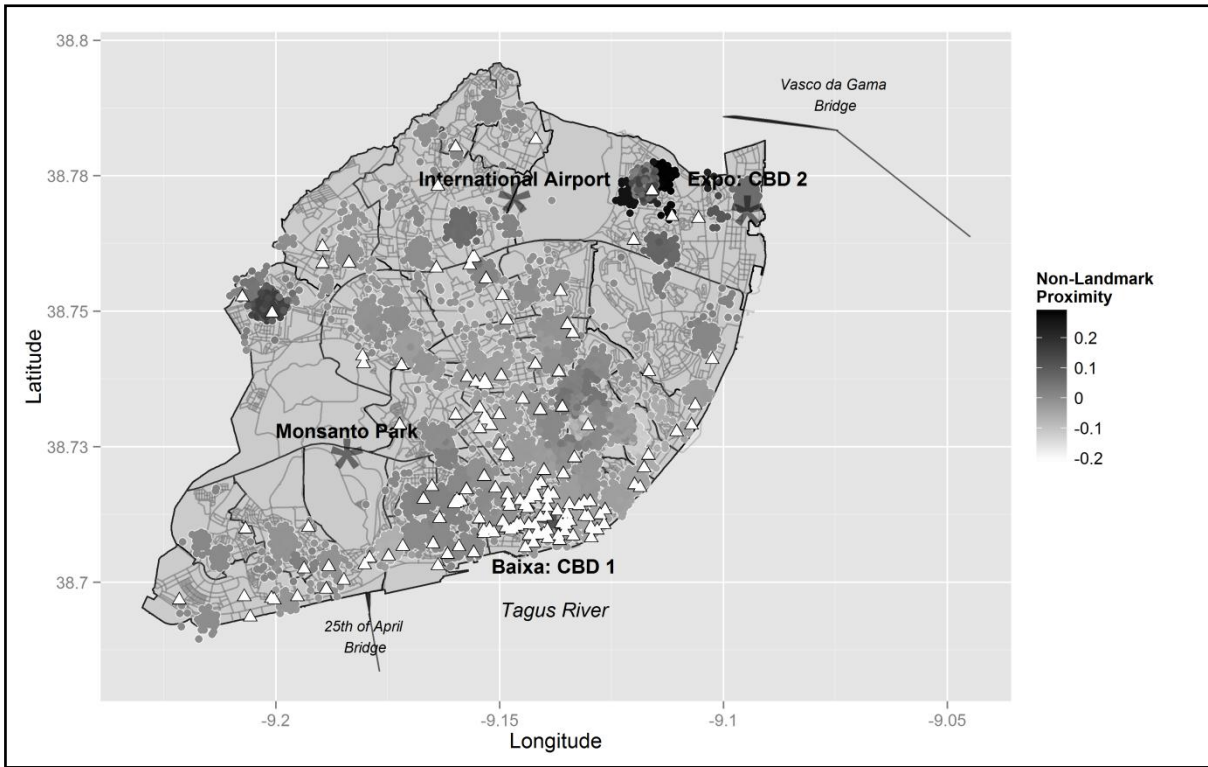 38.8
Vasco da Gama
Bridge
38.78
International Airport
Expo: CBD 2
Non-Landmark
Proximity
0.2
0.1
0
-0.1
-0.2
38.75
Latitude
Monsanto Park
38.73
Baixa: CBD 1
38.7
Tagus River
25th of April
Bridge
-9.2
-9.15
-9.1
-9.05
Longitude